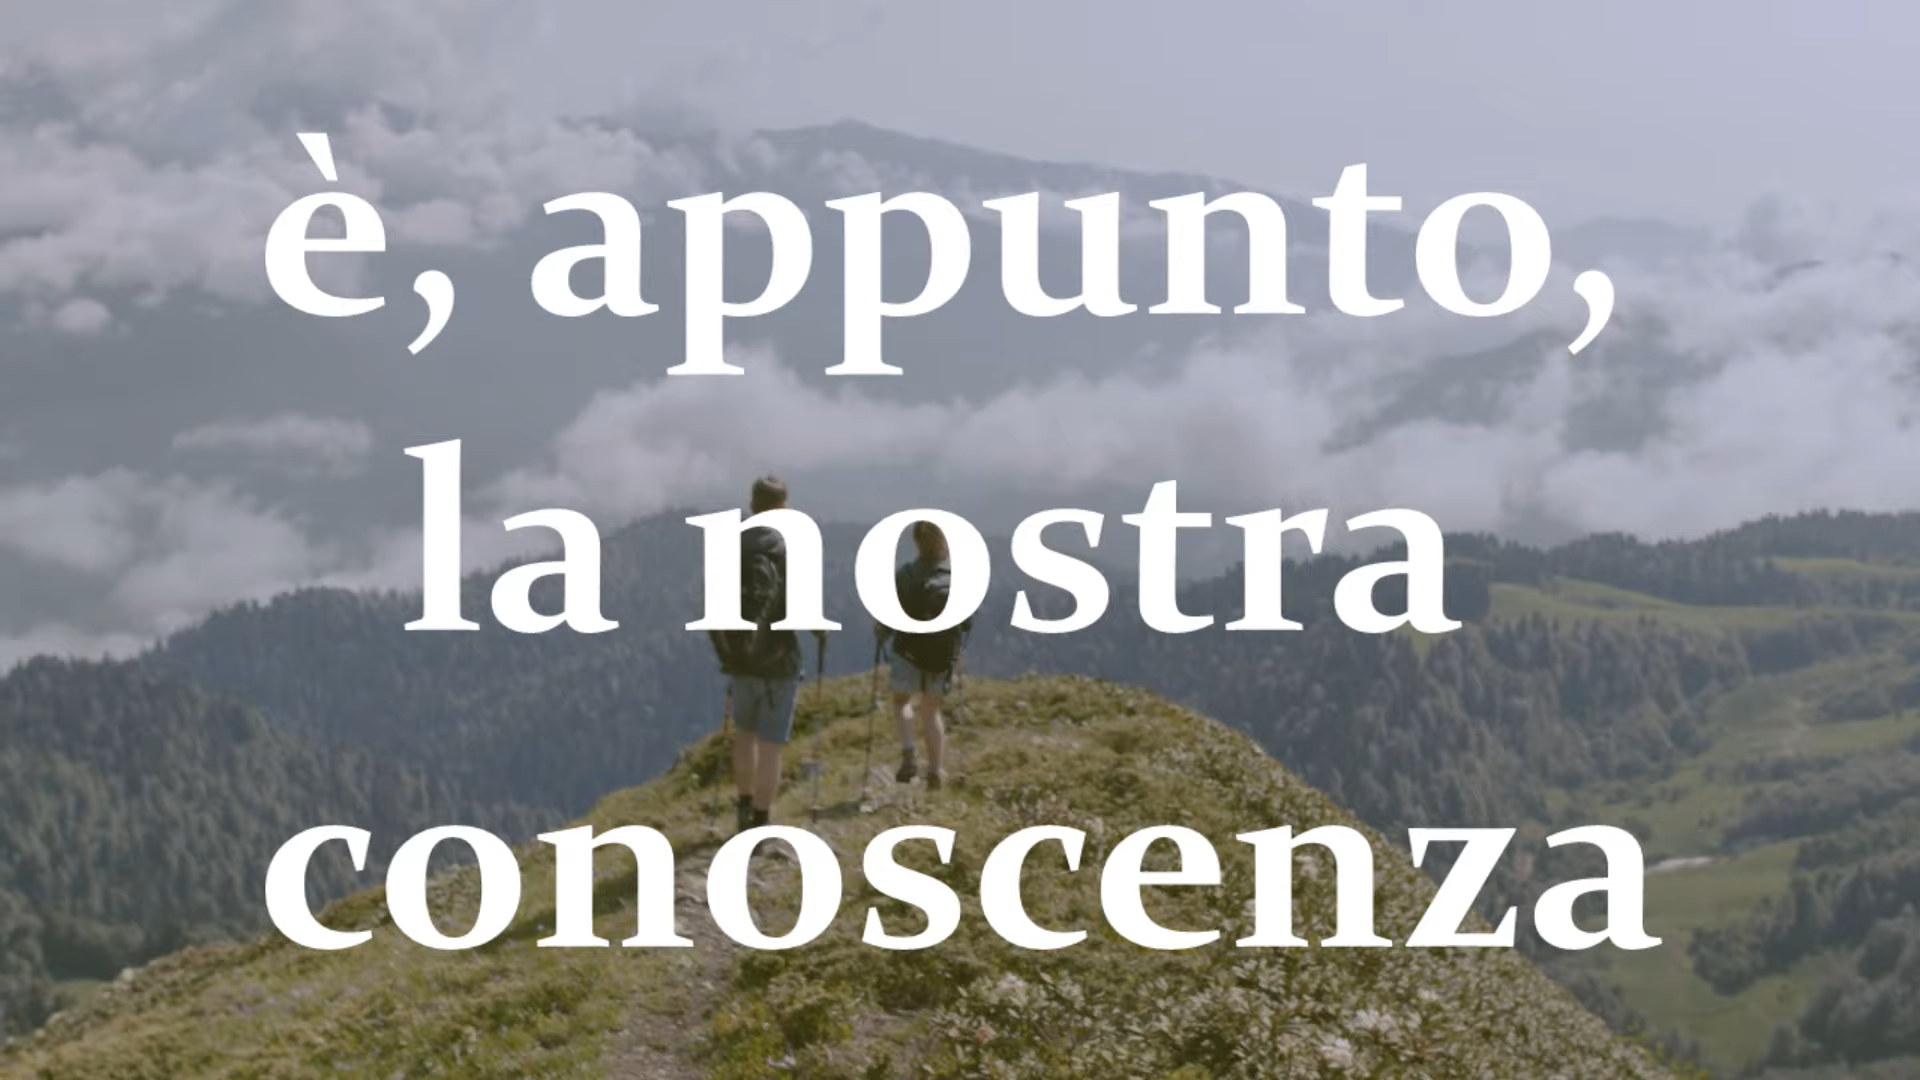 è, appunto,
la nostra
conoscenza